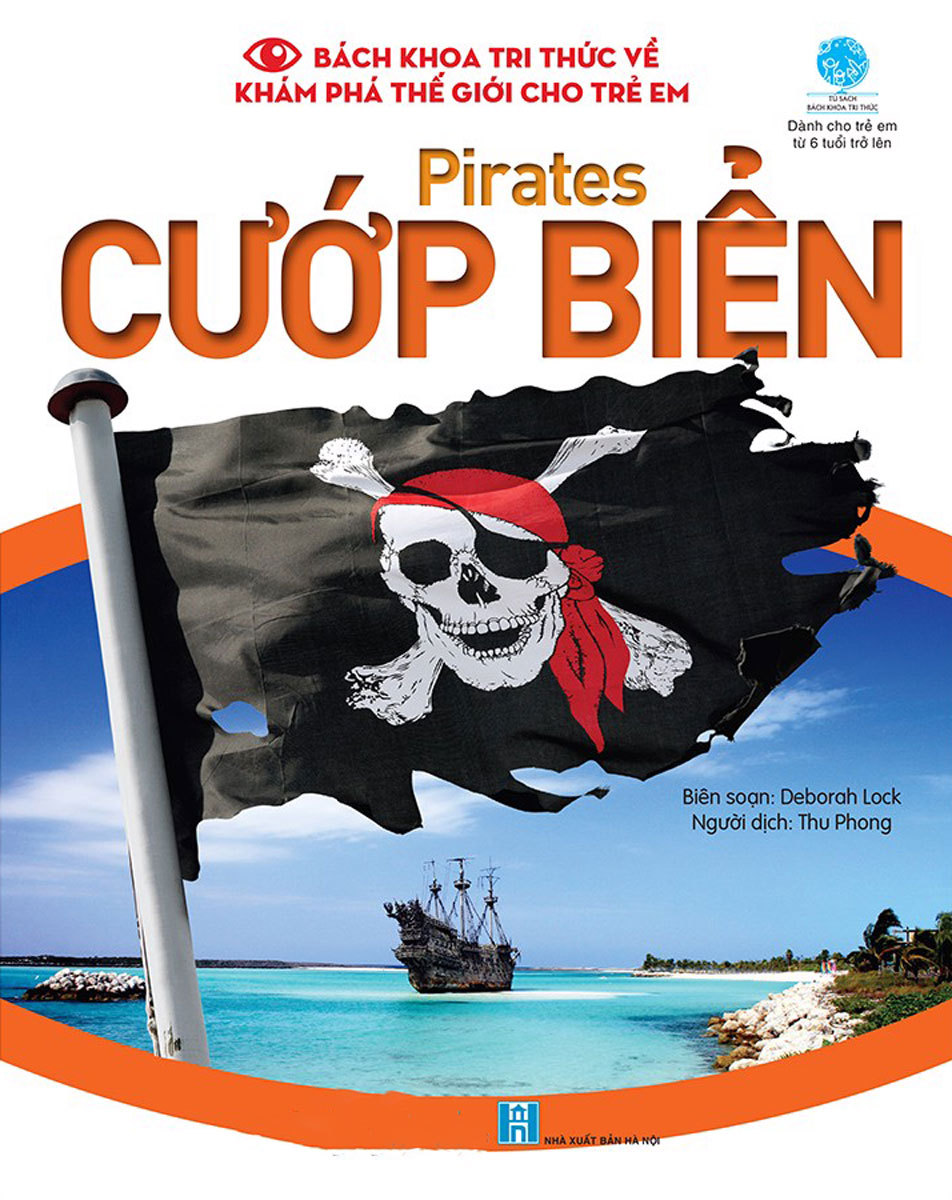 BÁCH KHOA TRI THỨC VỀ
KHÁM PHÁ THẾ GIỚI CHO TRẺ EM
TỦ SÁCH
BÁCH KHOA TRI THỨC
Dành cho trẻ em
từ 6 tuổi trở lên
Pirates
CƯỚP BIỂN
Biên soạn: Deborah Lock
Người dịch: Thu Phong
NHÀ XUẤT BẢN HÀ NỘI